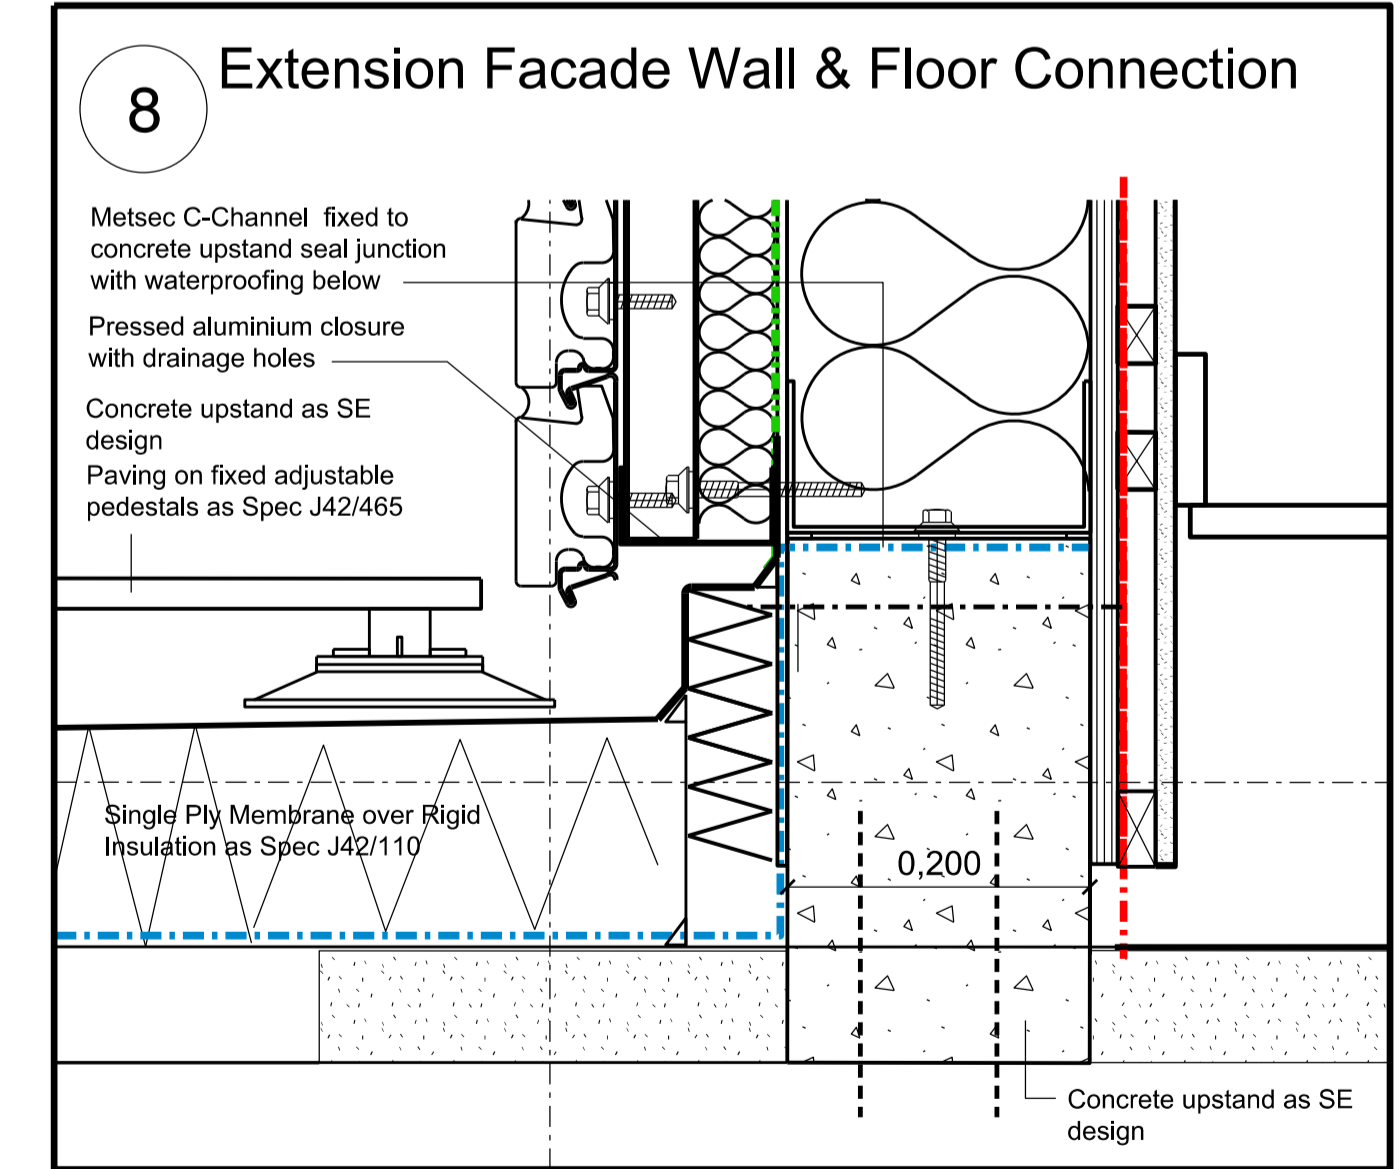 8
Extension Facade Wall & Floor Connection
Metsec C-Channel fixed to
concrete upstand seal junction
with waterproofing below
Pressed aluminium closure
with drainage holes
Concrete upstand as SE
design
Paving on fixed adjustable
pedestals as Spec J42/465
Single Ply Membrane over Rigid
Insulation as Spec J42/110
0,200
Concrete upstand as SE
design